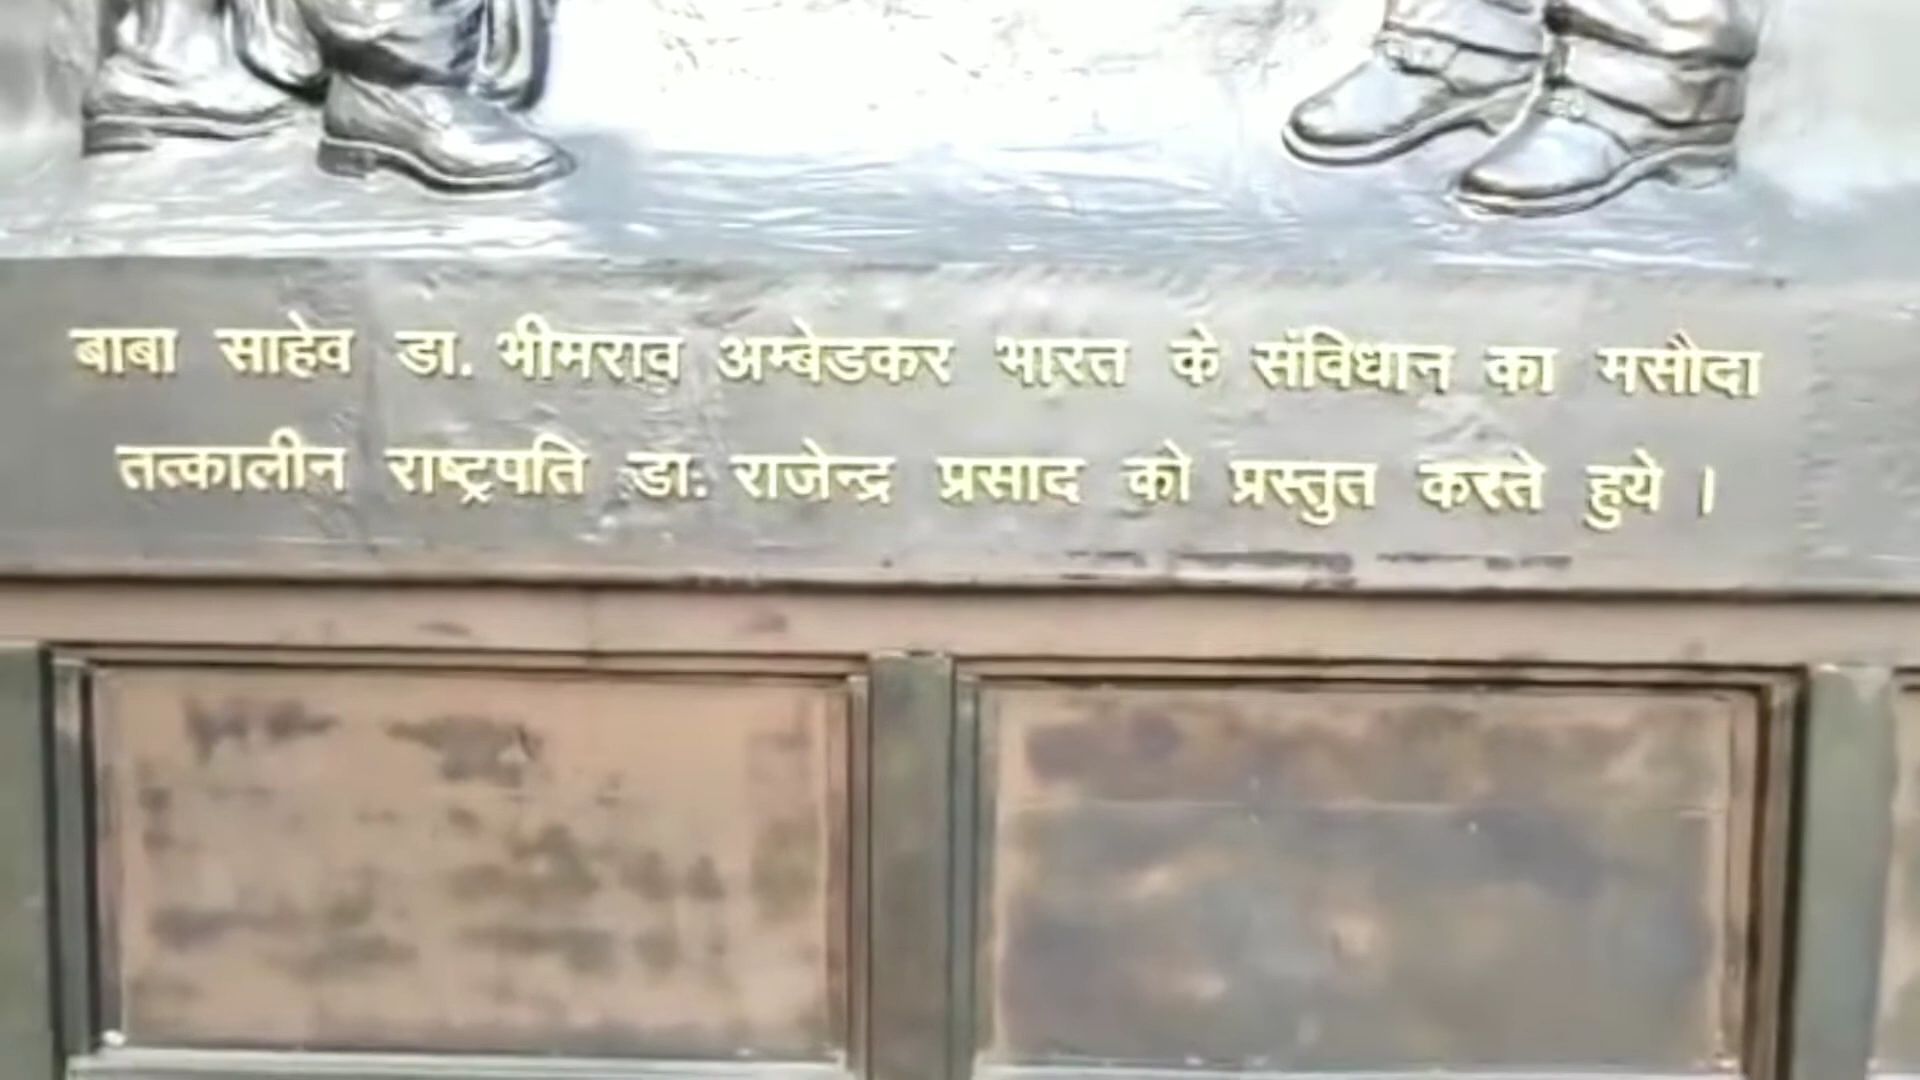 बाबा साहेव डा. भीमराव अम्बेडकर भारत के संविधान का मसौदा
तत्कालीन राष्ट्रपति डा. राजेन्द्र प्रसाद को प्रस्तुत करते हुये ।